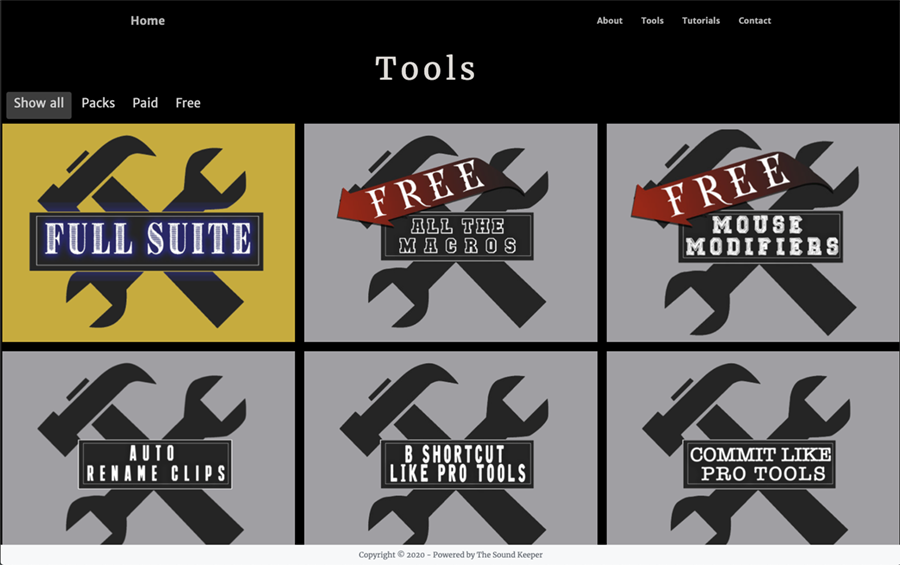 Home About Tools Tutorials Contact
Tools
Show all Packs Paid Free
FULL SUITE
FREE
ALL THE
MACROS
FREE
MOUSE
MODIFIERS
AUTO
RENAME CLIPS
B SHORTCUT
LIKE PRO TOOLS
COMMIT LIKE
PRO TOOLS
Copyright © 2020 - Powered by The Sound Keeper